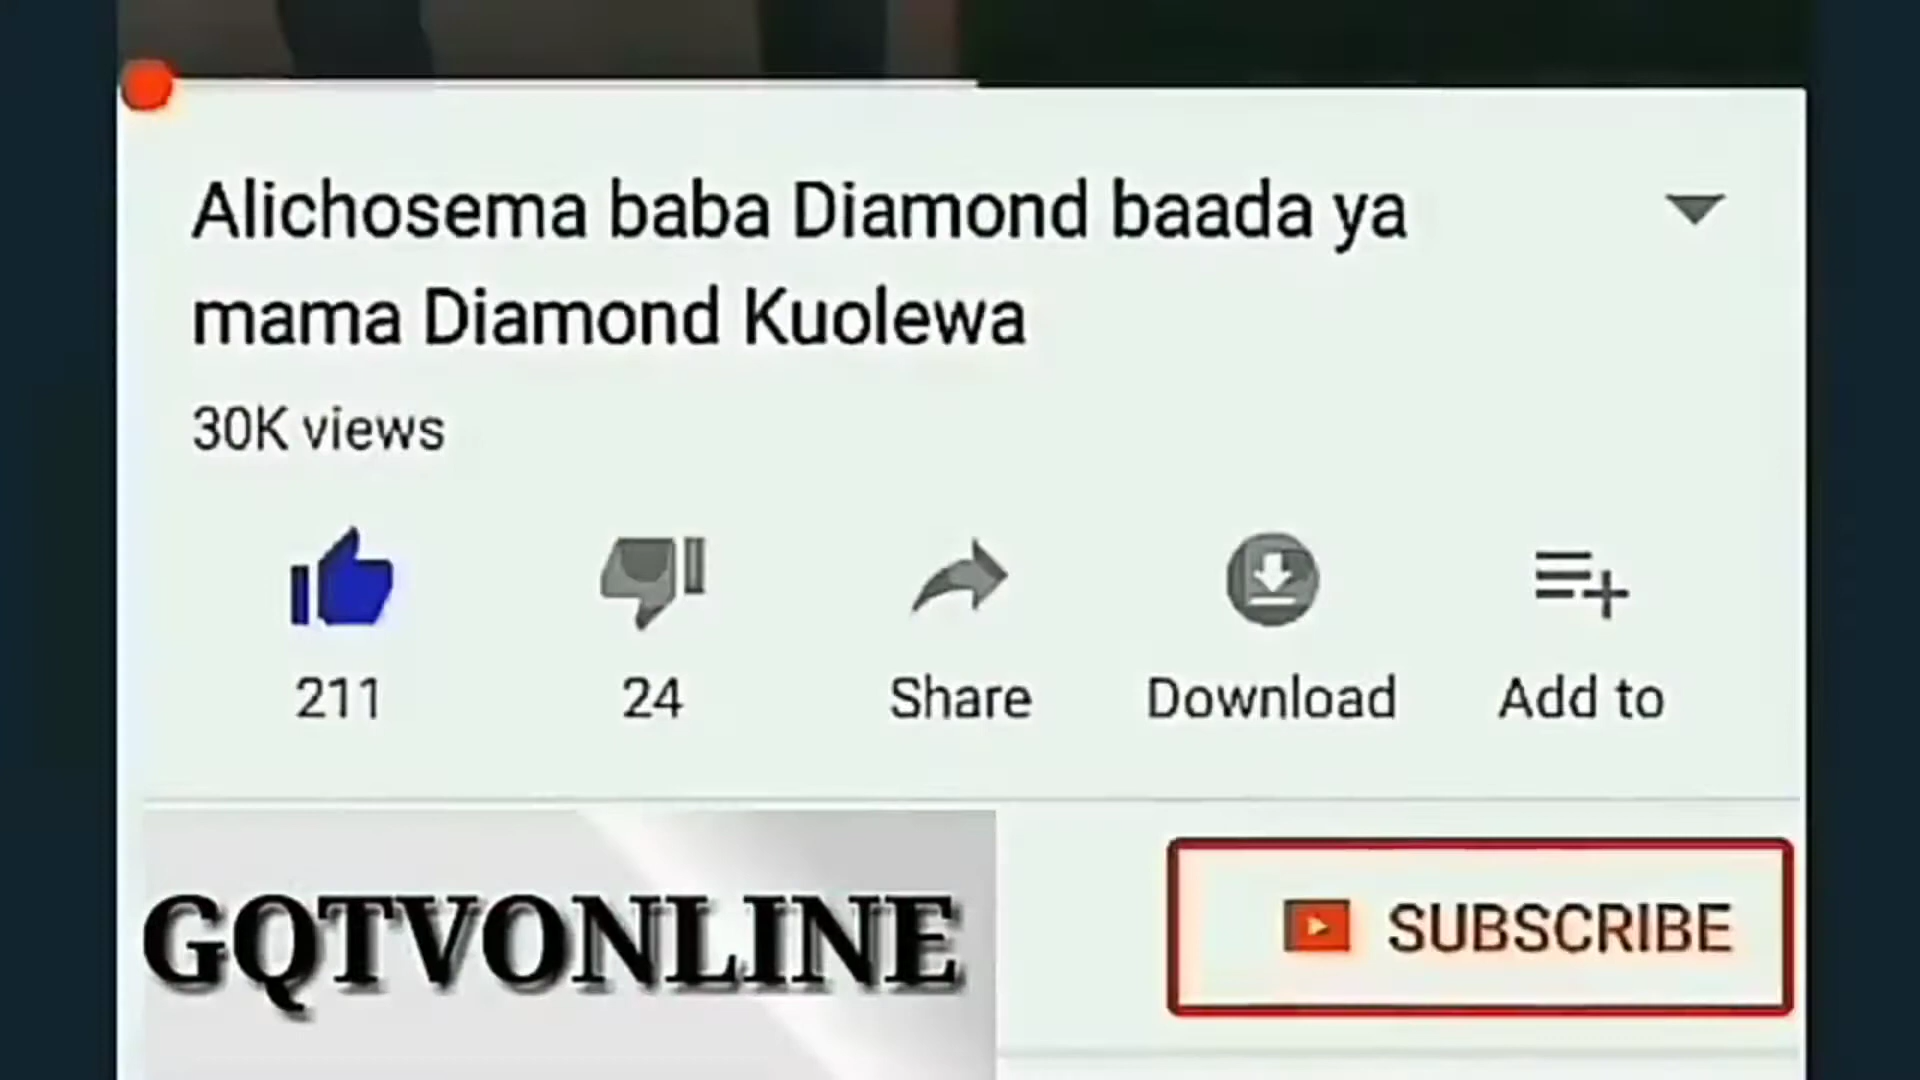 Alichosema baba Diamond baada ya
mama Diamond Kuolewa
30K views
211
24
Share
Download
Add to
GQTVONLINE
SUBSCRIBE